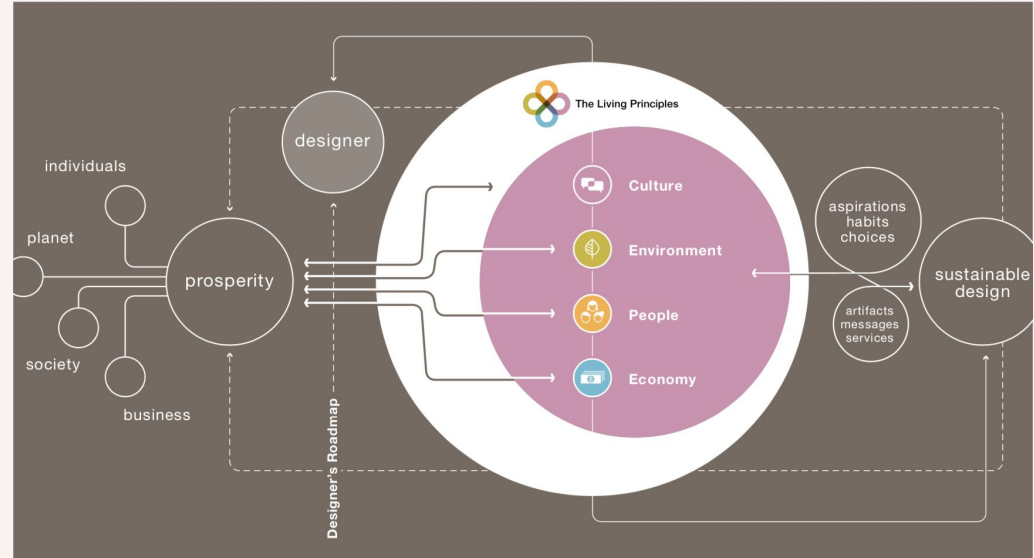 The Living Principles
designer
individuals
planet
prosperity
society
business
Designer's Roadmap
Culture
Environment
People
Economy
aspirations
habits
choices
artifacts
messages
services
sustainable
design